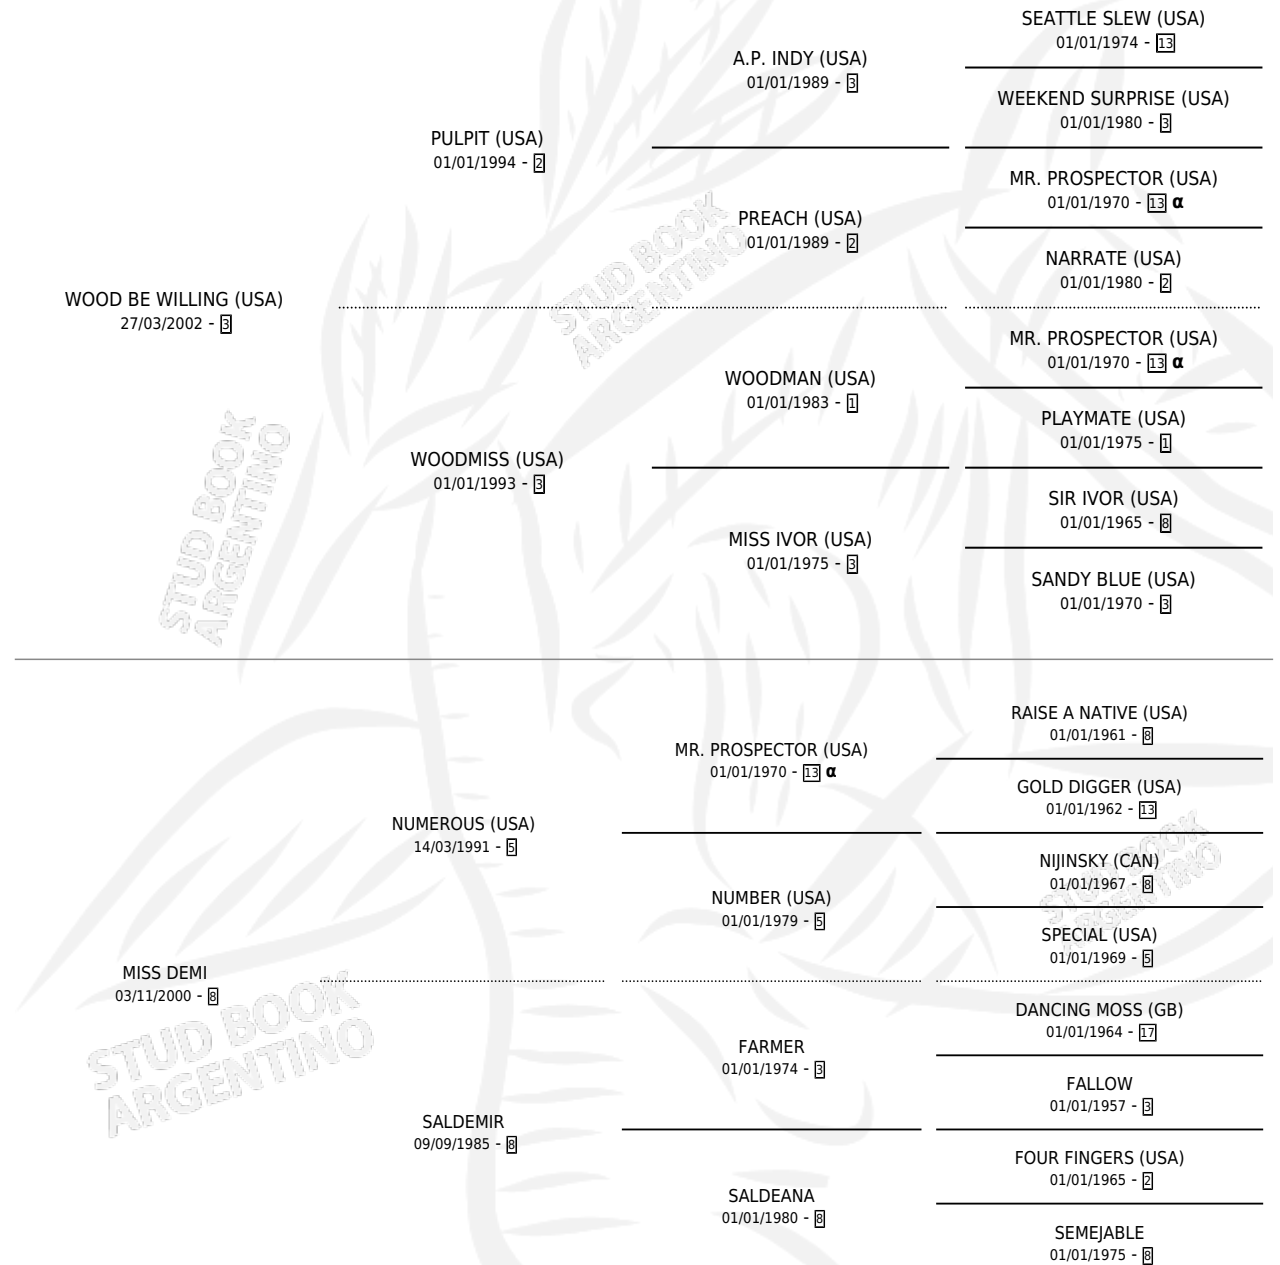 SEATTLE SLEW (USA)
01/01/1974 - 13
A.P. INDY (USA)
01/01/1989 - 3
WEEKEND SURPRISE (USA)
01/01/1980 - 3
PULPIT (USA)
01/01/1994 - 2
MR. PROSPECTOR (USA)
01/01/1970 - 13 α
PREACH (USA)
01/01/1989 - 2
NARRATE (USA)
01/01/1980 - 2
WOOD BE WILLING (USA)
27/03/2002 - 3
MR. PROSPECTOR (USA)
01/01/1970 - 13 α
WOODMAN (USA)
01/01/1983 - 1
PLAYMATE (USA)
01/01/1975 - 1
WOODMISS (USA)
01/01/1993 - 3
SIR IVOR (USA)
01/01/1965 - 8
MISS IVOR (USA)
01/01/1975 - 3
SANDY BLUE (USA)
01/01/1970 - 3
RAISE A NATIVE (USA)
01/01/1961 - 8
MR. PROSPECTOR (USA)
01/01/1970 - 13 α
GOLD DIGGER (USA)
01/01/1962 - 13
NUMEROUS (USA)
14/03/1991 - 5
NIJINSKY (CAN)
01/01/1967 - 8
NUMBER (USA)
01/01/1979 - 5
SPECIAL (USA)
01/01/1969 - 5
MISS DEMI
03/11/2000 - 8
DANCING MOSS (GB)
01/01/1964 - 17
FARMER
01/01/1974 - 3
FALLOW
01/01/1957 - 3
SALDEMIR
09/09/1985 - 8
FOUR FINGERS (USA)
01/01/1965 - 2
SALDEANA
01/01/1980 - 8
SEMEJABLE
01/01/1975 - 8
STUD BOOK
ARGENTINO
STUD BOOK
ARGENTINO
STUD BOOK
ARGENTINO
STUD BOOK
ARGENTINO